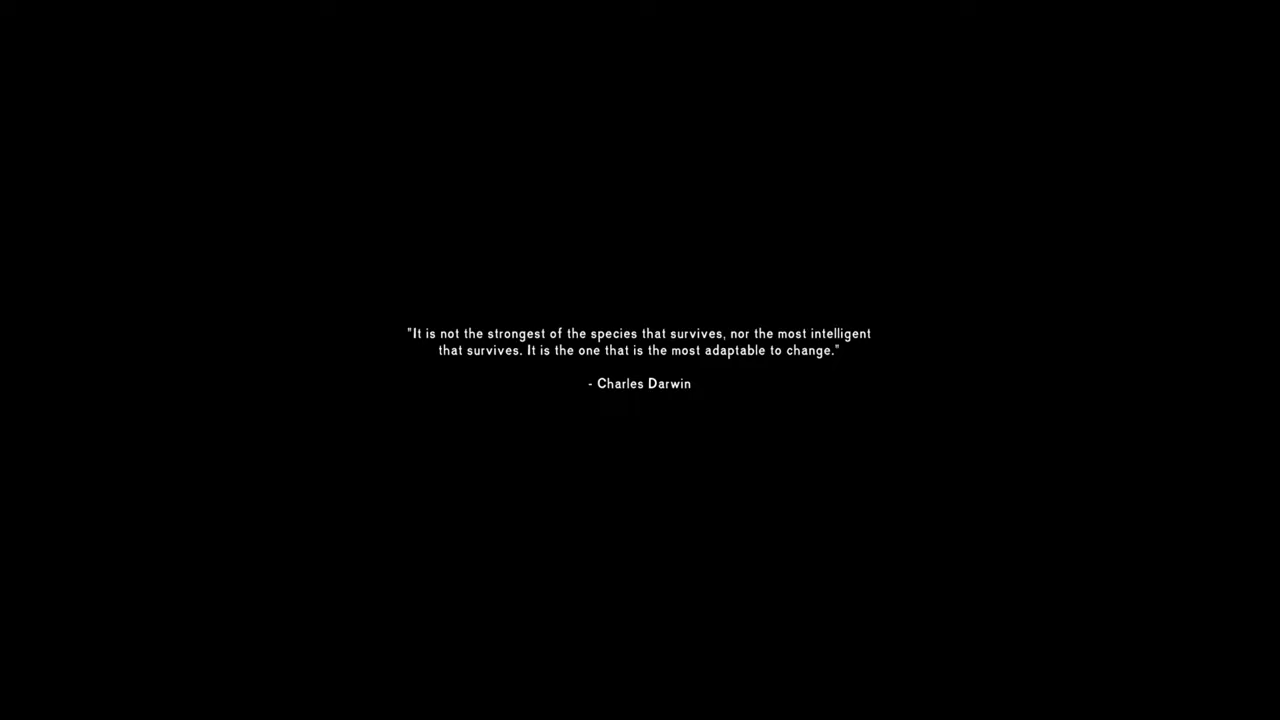 "It is not the strongest of the species that survives, nor the most intelligent
that survives. It is the one that is the most adaptable to change."
- Charles Darwin